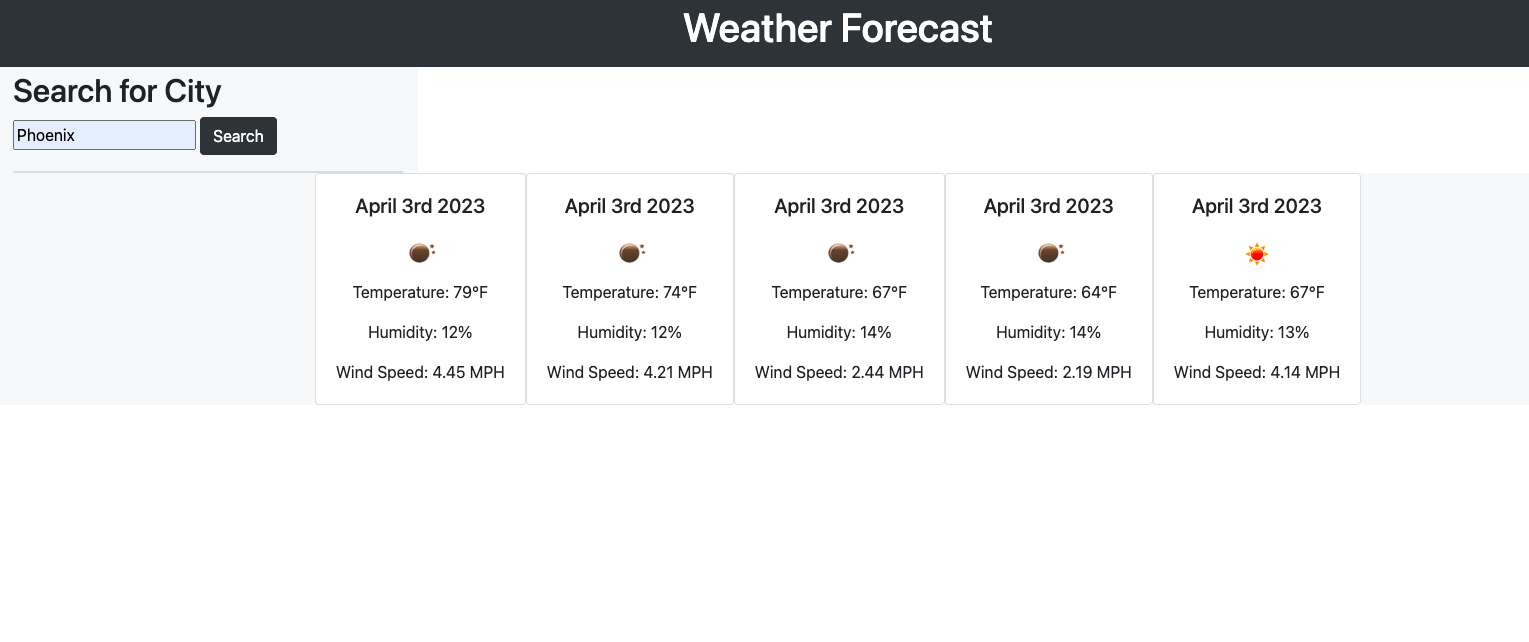 Weather Forecast
Search for City
Phoenix Search
April 3rd 2023 April 3rd 2023 April 3rd 2023 April 3rd 2023 April 3rd 2023
Temperature: 79°F Temperature: 74°F Temperature: 67°F Temperature: 64°F Temperature: 67°F
Humidity: 12% Humidity: 12% Humidity: 14% Humidity: 14% Humidity: 13%
Wind Speed: 4.45 MPH Wind Speed: 4.21 MPH Wind Speed: 2.44 MPH Wind Speed: 2.19 MPH Wind Speed: 4.14 MPH